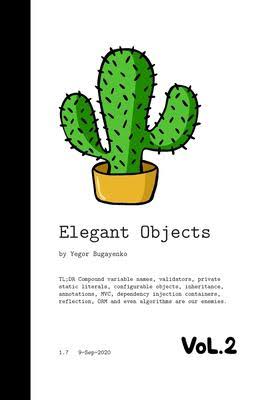 Elegant Objects
by Yegor Bugayenko
TL;DR Compound variable names, validators, private
static literals, configurable objects, inheritance,
annotations, MVC, dependency injection containers,
reflection, ORM and even algorithms are our enemies.
1.7 9-Sep-2020
VoL.2